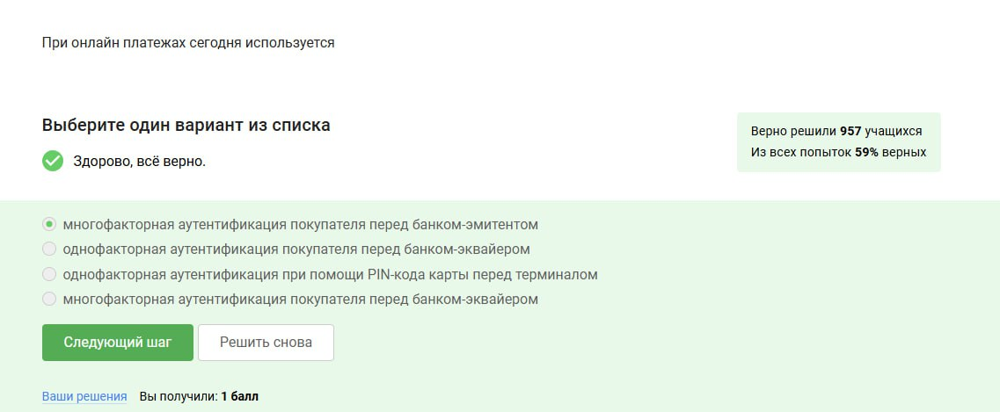 При онлайн платежах сегодня используется
Выберите один вариант из списка
Здорово, всё верно.
Верно решили 957 учащихся
Из всех попыток 59% верных
многофакторная аутентификация покупателя перед банком-эмитентом
однофакторная аутентификация покупателя перед банком-эквайером
однофакторная аутентификация при помощи PIN-кода карты перед терминалом
многофакторная аутентификация покупателя перед банком-эквайером
Следующий шаг
Решить снова
Ваши решения Вы получили: 1 балл